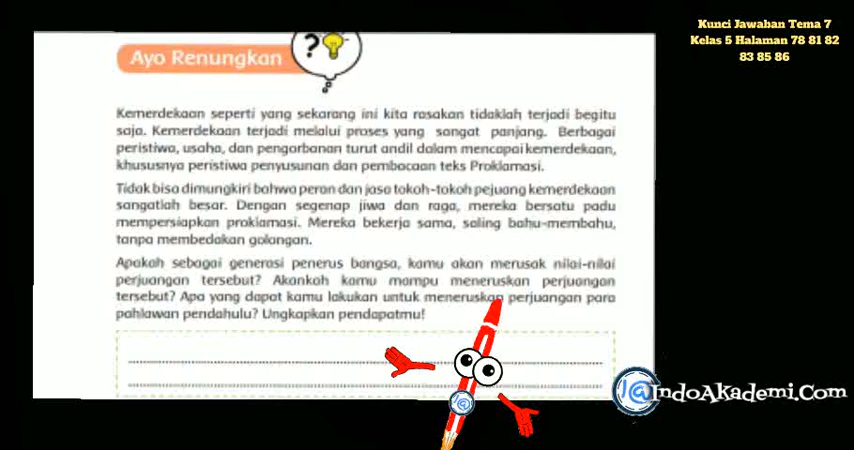 Kunci Jawaban Tema 7
Kelas 5 Halaman 78 81 82
83 85 86
Ayo Renungkan
?
Kemerdekaan seperti yang sekarang ini kita rasakan tidaklah terjadi begitu
saja. Kemerdekaan terjadi melalui proses yang sangat panjang. Berbagai
peristiwa, usaha, dan pengorbanan turut andil dalam mencapai kemerdekaan,
khususnya peristiwa penyusunan dan pembacaan teks Proklamasi.
Tidak bisa dimungkiri bahwa peran dan jasa tokoh-tokoh pejuang kemerdekaan
sangatlah besar. Dengan segenap jiwa dan raga, mereka bersatu padu
mempersiapkan proklamasi. Mereka bekerja sama, saling bahu-membahu,
tanpa membedakan golongan.
Apakah sebagai generasi penerus bangsa, kamu akan merusak nilai-nilai
perjuangan tersebut? Akankah kamu mampu meneruskan perjuangan
tersebut? Apa yang dapat kamu lakukan untuk meneruskan perjuangan para
pahlawan pendahulu? Ungkapkan pendapatmu!
I@IndoAkademi.Com